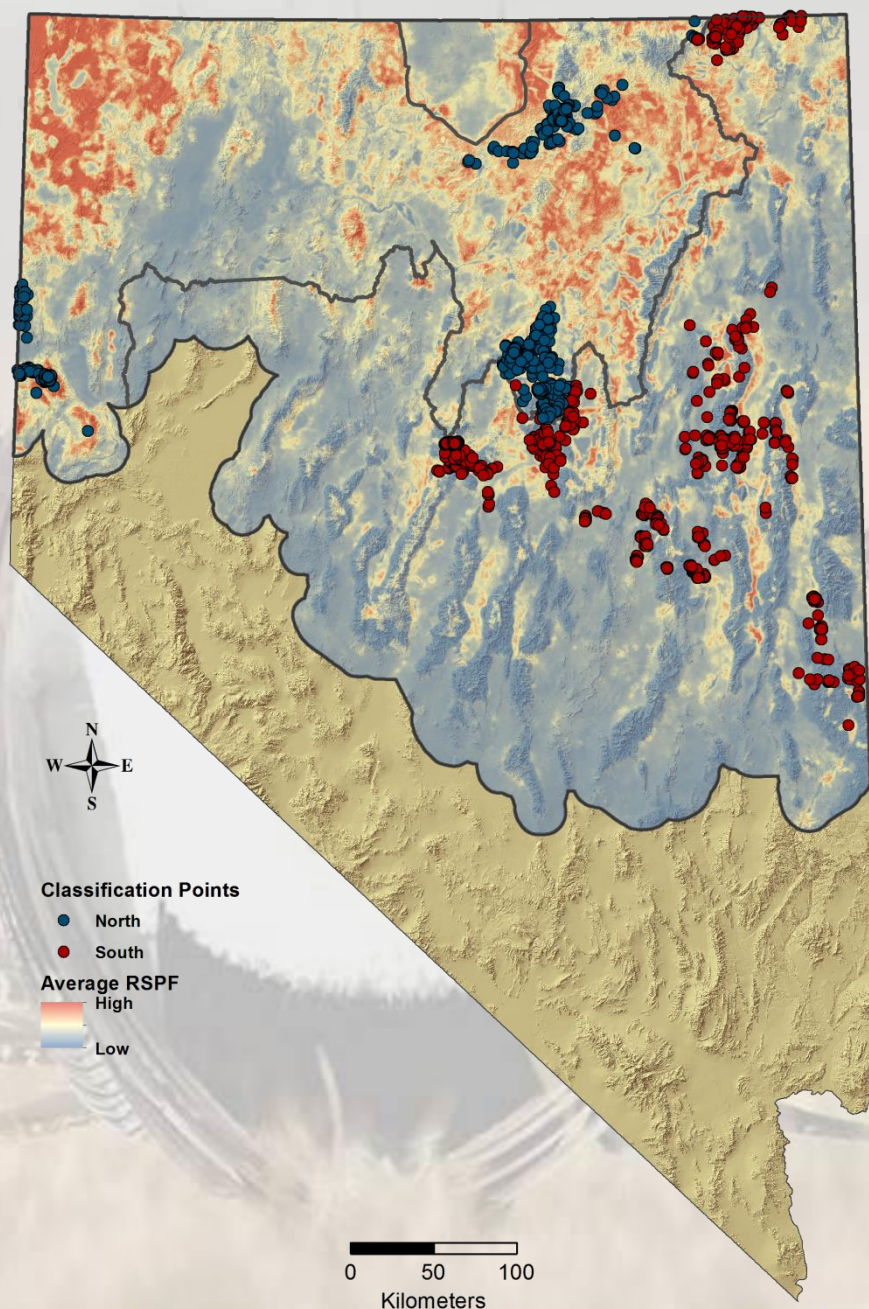 N
W E
S
Classification Points
North
South
Average RSPF
High
Low
0 50 100
Kilometers